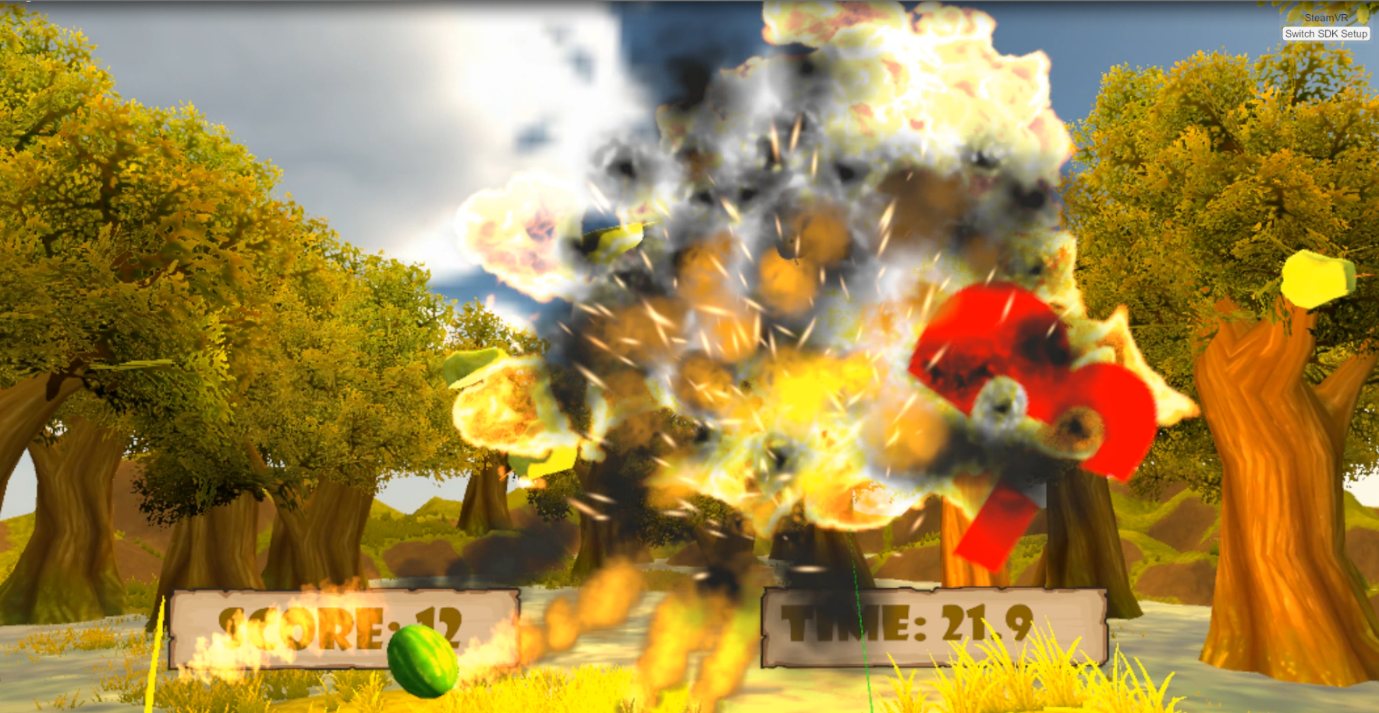 SteamVR
Switch SDK Setup
SCORE: 12
TIME: 21.9